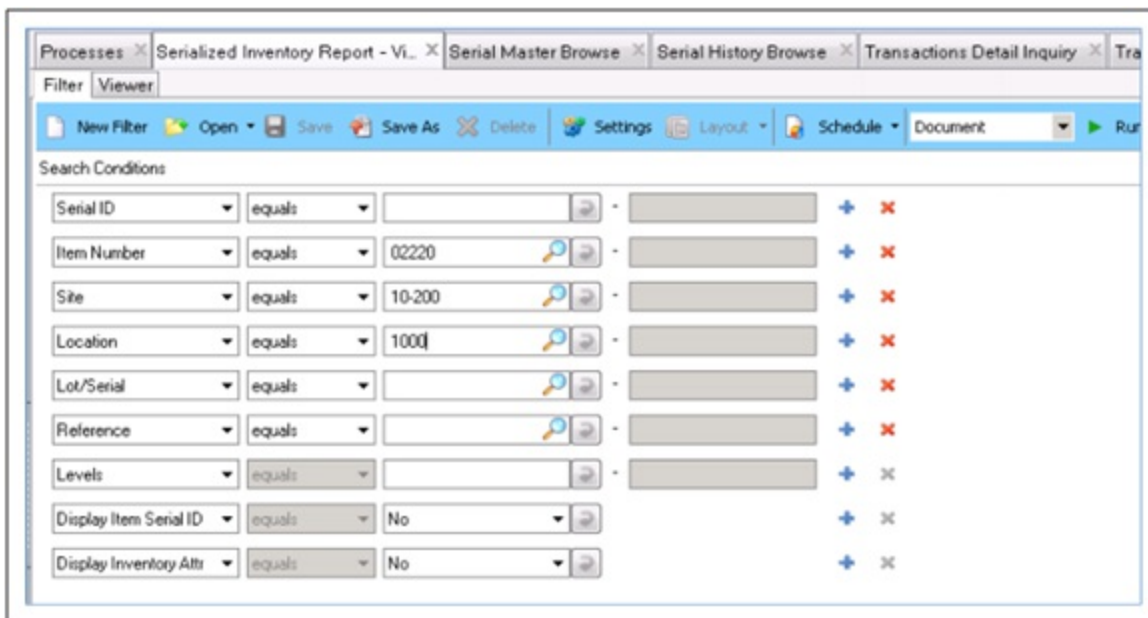 Processes Serialized Inventory Report - Vi... Serial Master Browse Serial History Browse Transactions Detail Inquiry Tra
Filter Viewer
New Filter Open Save Save As Delete Settings Layout Schedule Document Run
Search Conditions
Serial ID equals -
Item Number equals 02220 -
Site equals 10-200 -
Location equals 1000 -
Lot/Serial equals -
Reference equals -
Levels equals -
Display Item Serial ID equals No
Display Inventory Attr equals No